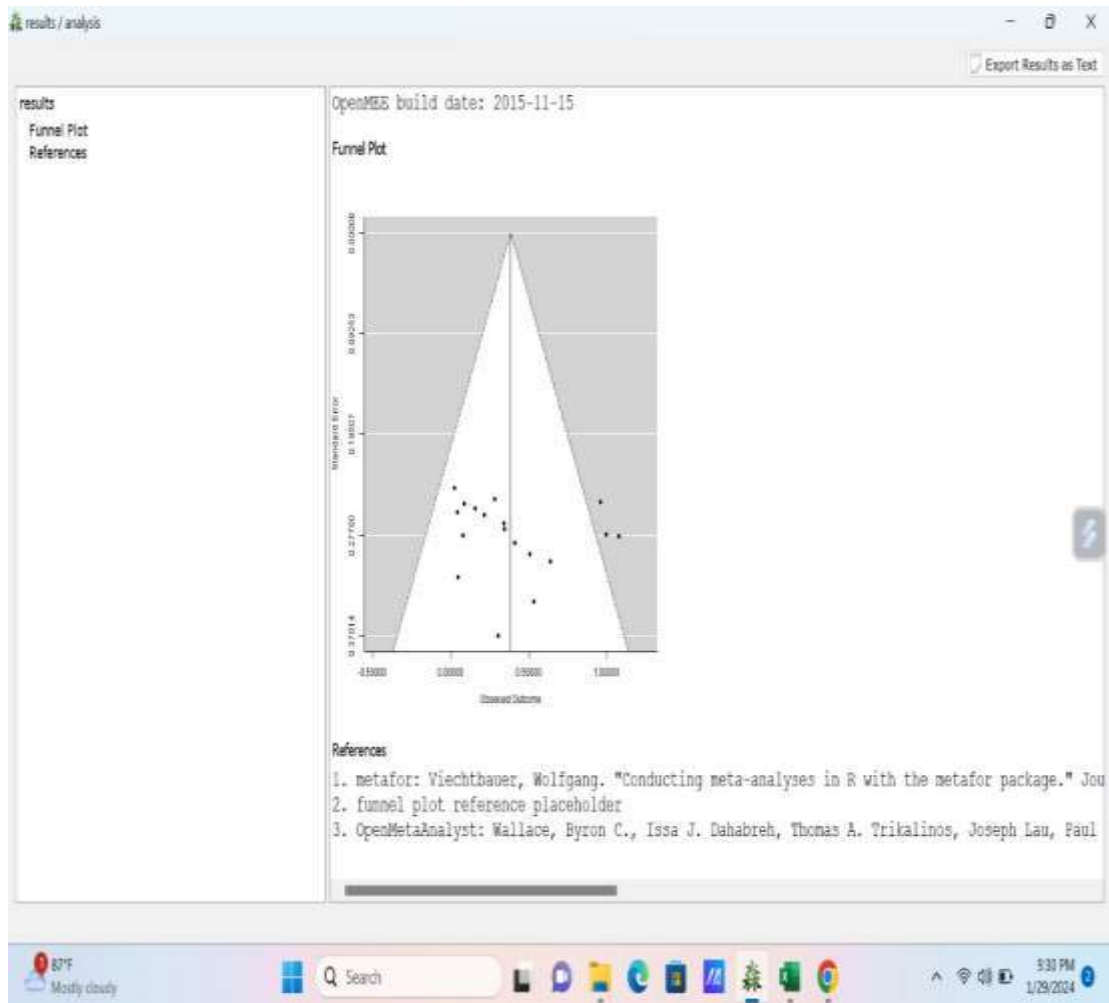 results / analysis
Export Results as Text
results
Funnel Plot
References
OpenMEE build date: 2015-11-15
Funnel Plot
0.00000
0.09253
0.18507
0.27760
0.37014
Standard Error
-0.50000 0.00000 0.50000 1.00000
Observed Outcome
References
1. metafor: Viechtbauer, Wolfgang. "Conducting meta-analyses in R with the metafor package." Jou
2. funnel plot reference placeholder
3. OpenMetaAnalyst: Wallace, Byron C., Issa J. Dahabreh, Thomas A. Trikalinos, Joseph Lau, Paul
87°F
Mostly cloudy
Search
9:30 PM
1/29/2024
2